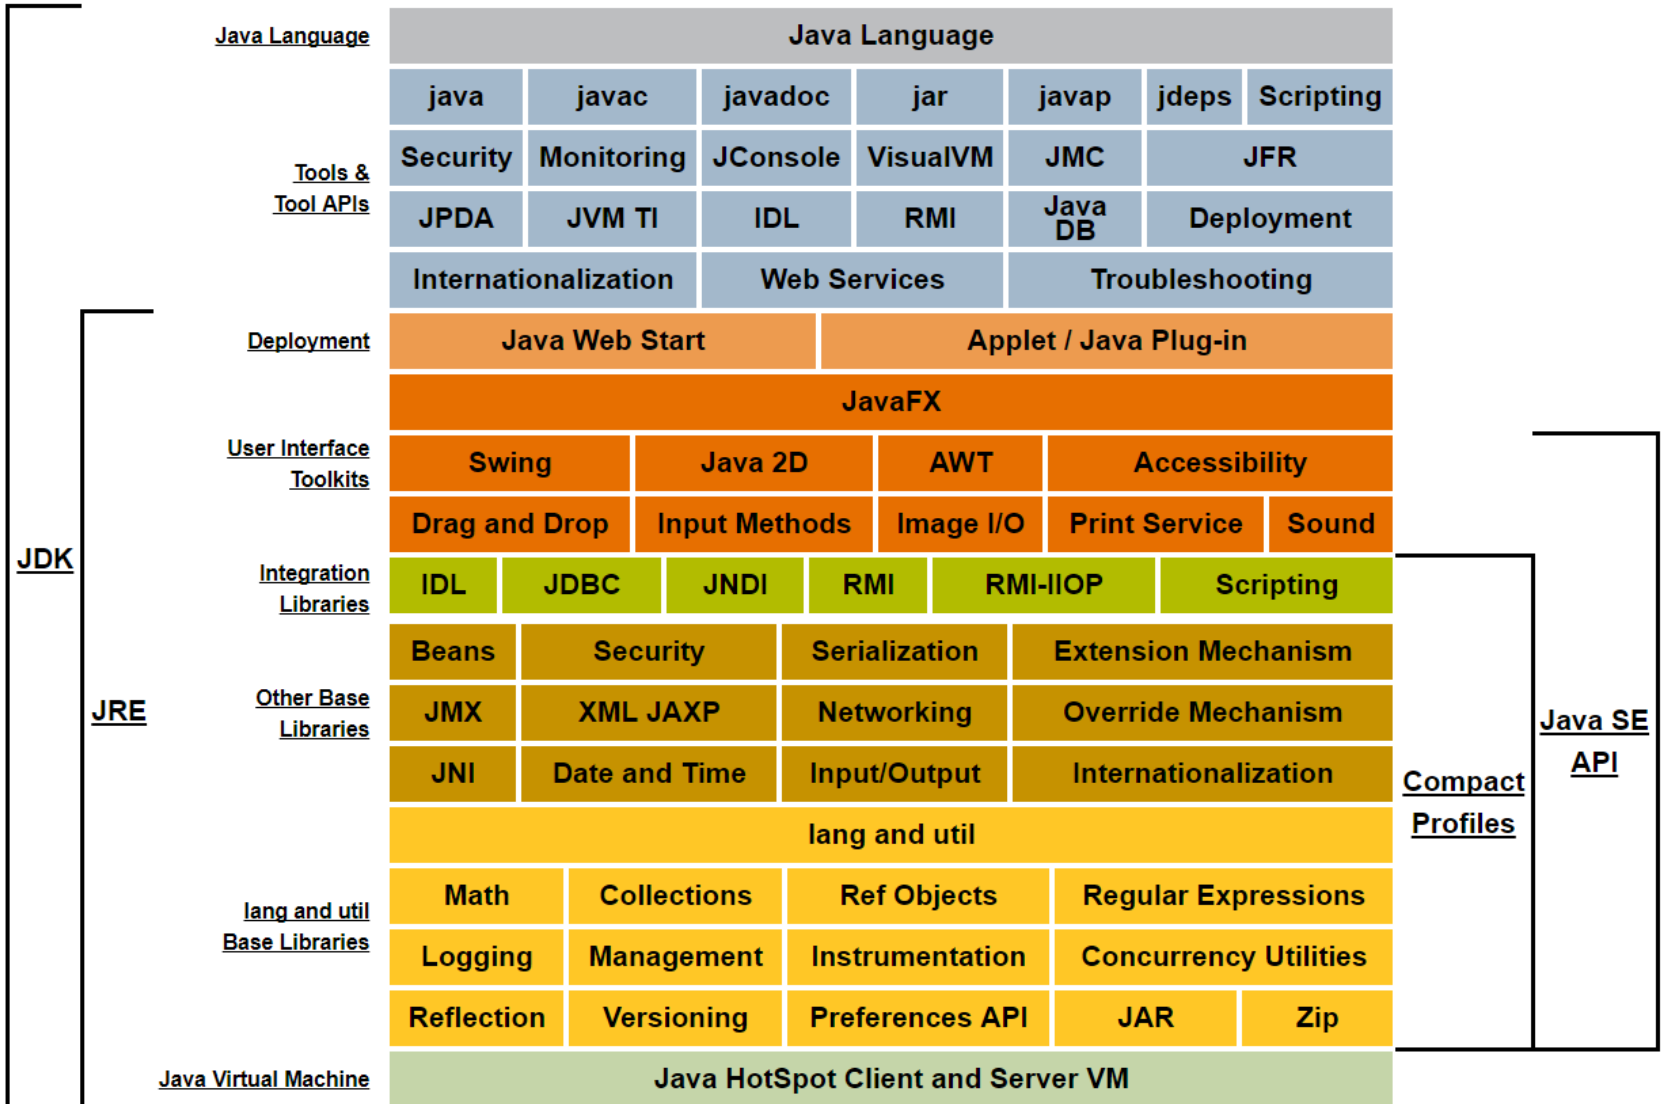 Java Language
Java Language
java javac javadoc jar javap jdeps Scripting
Security Monitoring JConsole VisualVM JMC JFR
Tools &
Tool APIs
JPDA JVM TI IDL RMI Java DB Deployment
Internationalization Web Services Troubleshooting
Deployment
Java Web Start Applet / Java Plug-in
JavaFX
User Interface
Toolkits
Swing Java 2D AWT Accessibility
Drag and Drop Input Methods Image I/O Print Service Sound
JDK
Integration
Libraries
IDL JDBC JNDI RMI RMI-IIOP Scripting
Beans Security Serialization Extension Mechanism
JRE
Other Base
Libraries
JMX XML JAXP Networking Override Mechanism
Java SE
API
JNI Date and Time Input/Output Internationalization
Compact
Profiles
lang and util
Math Collections Ref Objects Regular Expressions
lang and util
Base Libraries
Logging Management Instrumentation Concurrency Utilities
Reflection Versioning Preferences API JAR Zip
Java Virtual Machine
Java HotSpot Client and Server VM